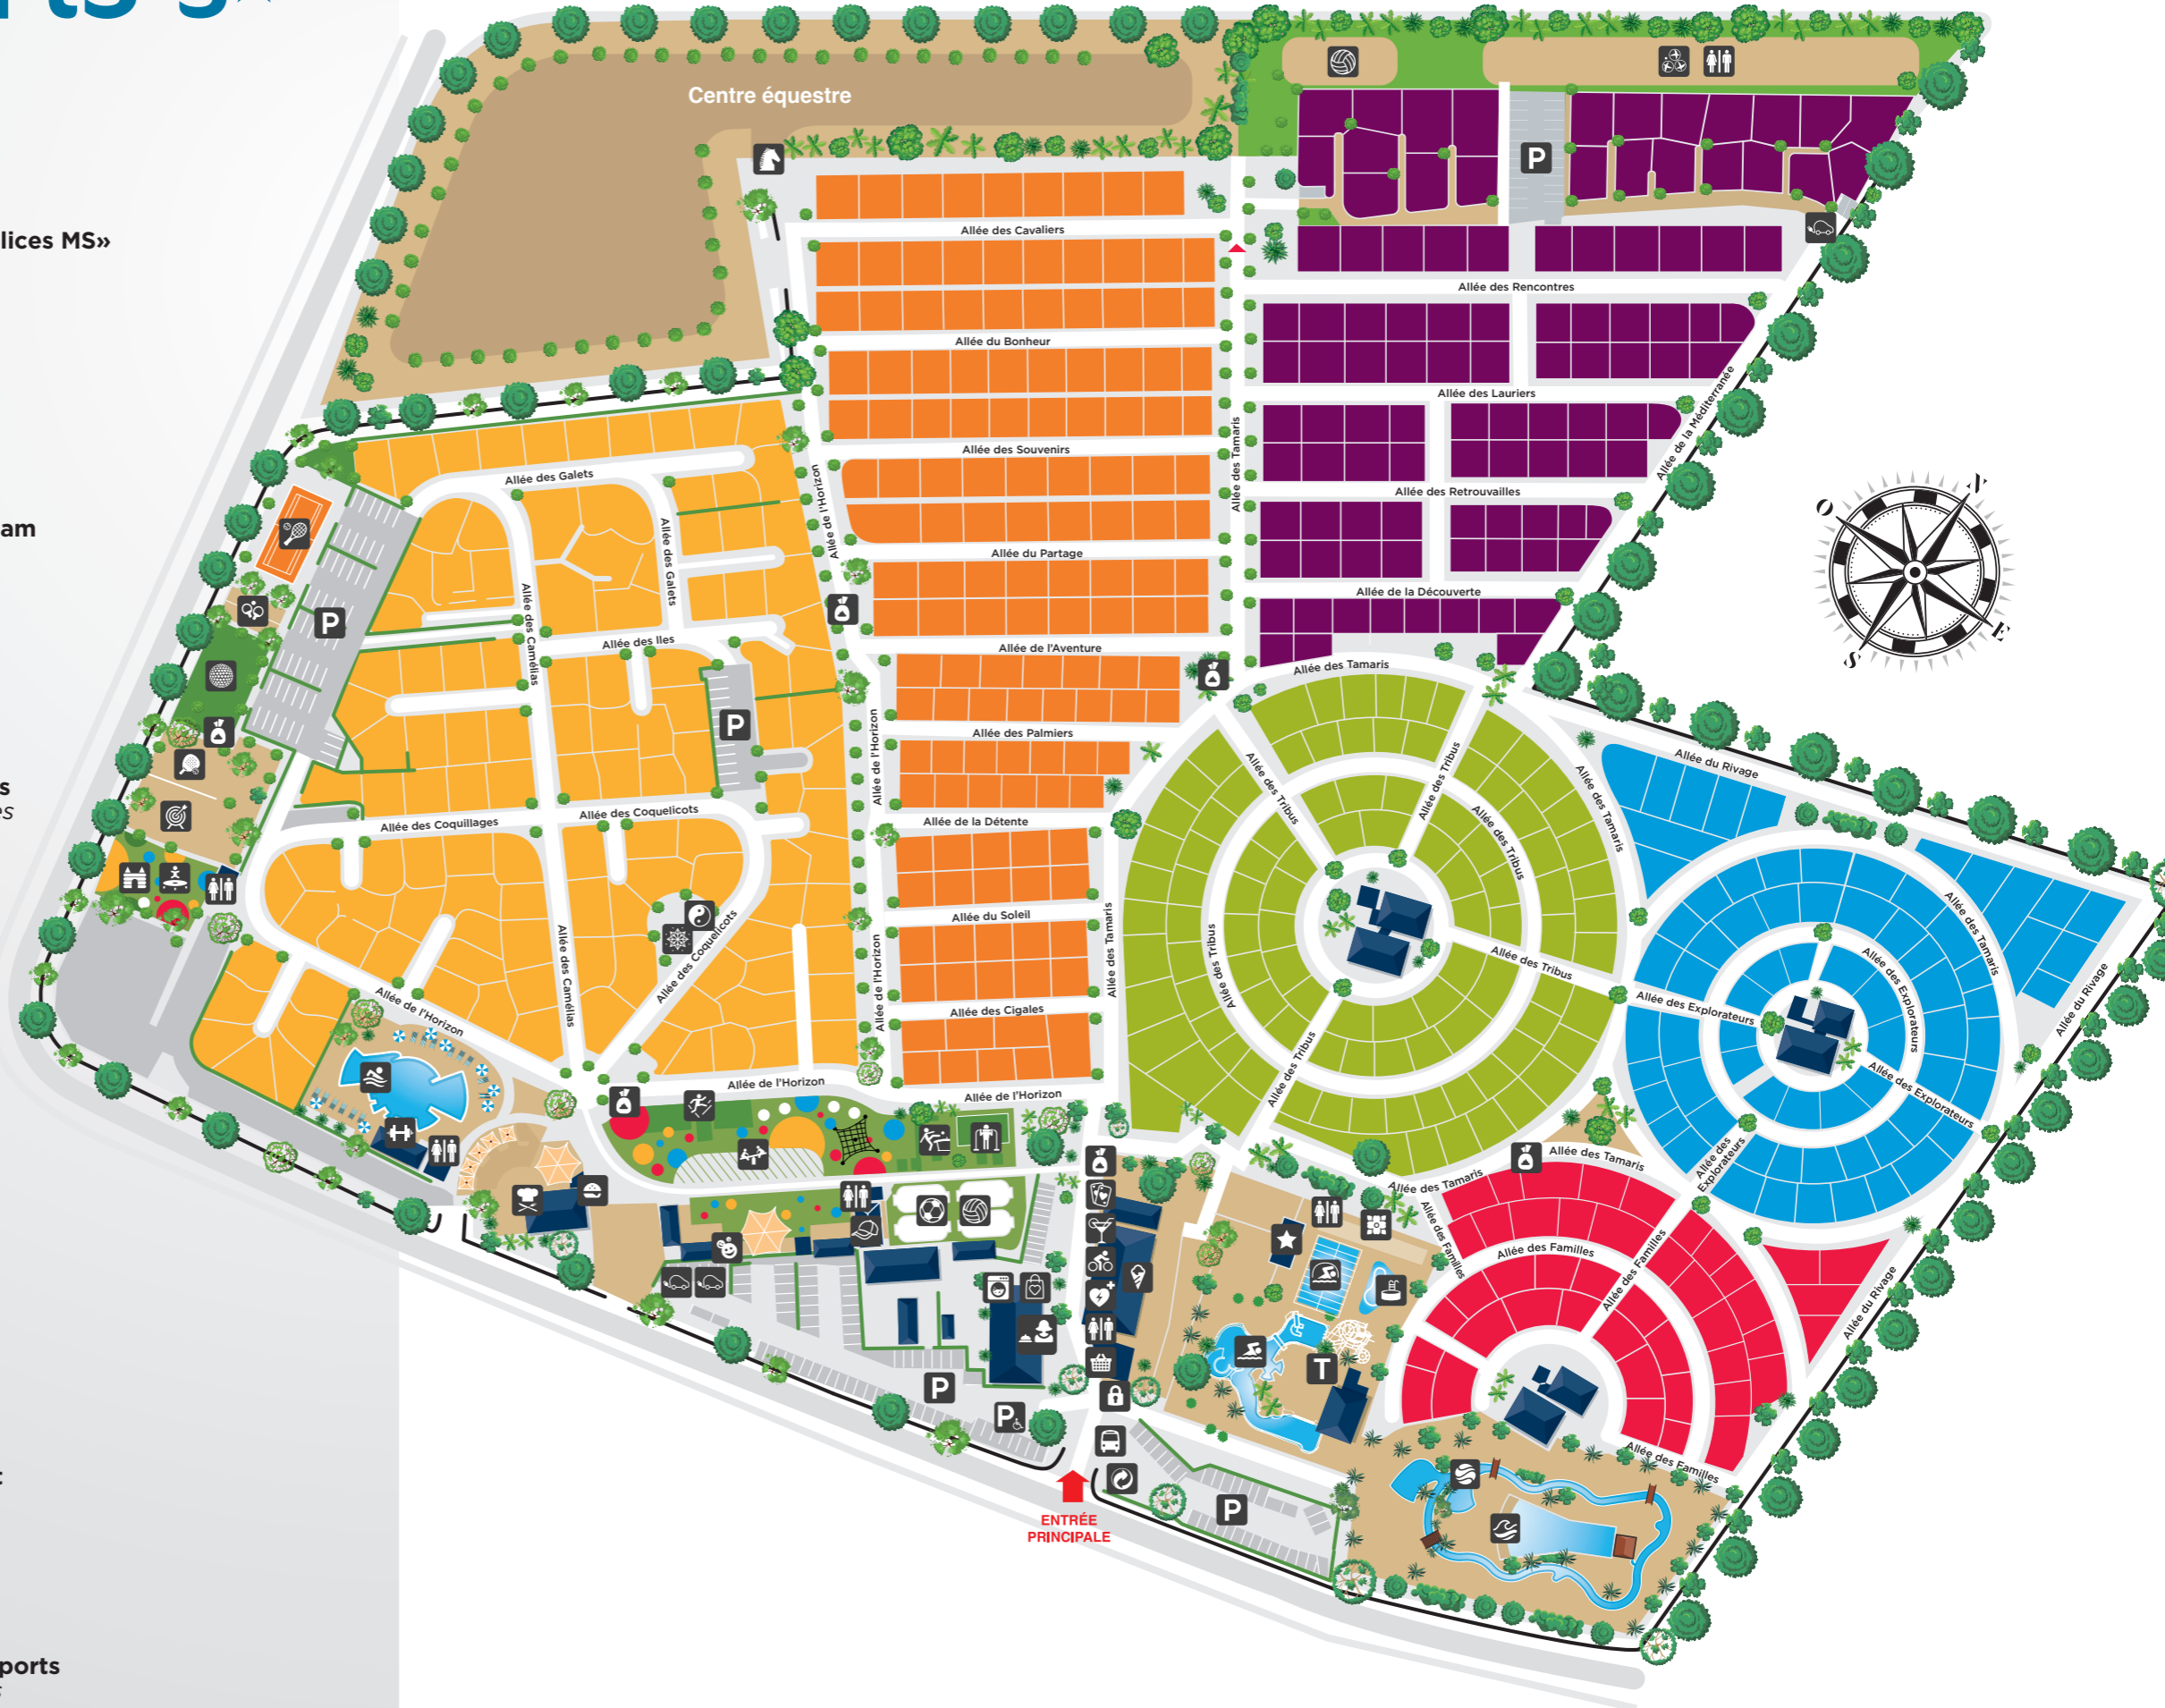 lices MS»
am
s
es
t
ports
Centre équestre
Allée des Cavaliers
Allée des Rencontres
Allée du Bonheur
Allée des Lauriers
Allée de la Méditerranée
Allée des Souvenirs
Allée des Tamaris
Allée des Galets
Allée de l'Horizon
Allée des Retrouvailles
Allée des Galets
Allée du Partage
Allée de la Découverte
Allée des Camélias
Allée des Iles
Allée de l'Aventure
Allée des Tamaris
N
O
E
S
P
P
P
Allée de l'Horizon
Allée des Palmiers
Allée des Tribus
Allée des Tribus
Allée des Tamaris
Allée du Rivage
Allée des Coquillages
Allée des Coquelicots
Allée de la Détente
Allée des Tribus
Allée du Soleil
Allée des Coquelicots
Allée des Camélias
Allée de l'Horizon
Allée des Tamaris
Allée des Tribus
Allée des Tribus
Allée des Tamaris
Allée des Explorateurs
Allée des Explorateurs
Allée du Rivage
Allée de l'Horizon
Allée des Cigales
Allée de l'Horizon
Allée de l'Horizon
Allée des Tribus
Allée des Explorateurs
Allée des
Explorateurs
Allée des Tamaris
Allée des Tamaris
Allée des Familles
Allée des Familles
Allée des Familles
Allée du Rivage
T
P
P
Allée des Familles
P
ENTRÉE
PRINCIPALE